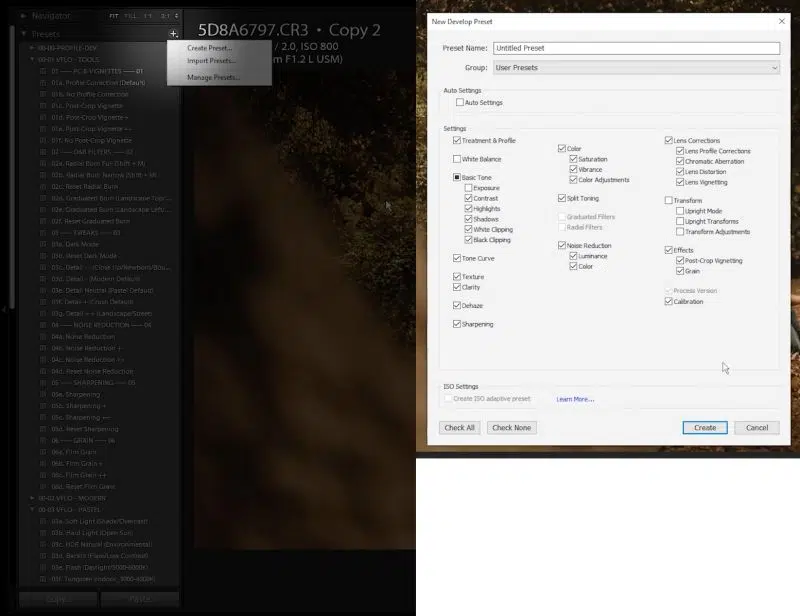 Navigator
FIT FILL 1:1 3:1
Presets
+
Create Preset...
Import Presets...
Manage Presets...
5D8A6797.CR3 • Copy 2
/ 2.0, ISO 800
m F1.2 L USM)
00-00-PROFILE-DEV
00-01 VFLO - TOOLS
01 —— PC & VIGNETTES —— 01
01a. Profile Correction (Default)
01b. No Profile Correction
01c. Post-Crop Vignette
01d. Post-Crop Vignette +
01e. Post-Crop Vignette ++
01f. No Post-Crop Vignette
02 —— DMI FILTERS —— 02
02a. Radial Burn Full (Shift + M)
02b. Radial Burn Natural (Shift + M)
02c. Reset Radial Burn
02d. Graduated Burn (Landscape Top/...
02e. Graduated Burn (Landscape Left/...
02f. Reset Graduated Burn
03 —— TWEAKS —— 03
03a. Dark Mode
03b. Reset Dark Mode
03c. Detail -- (Close Up/Newborn/Bou...
03d. Detail - (Modern Default)
03e. Detail Neutral (Pastel Default)
03f. Detail + (Crush Default)
03g. Detail ++ (Landscape/Street)
04 —— NOISE REDUCTION —— 04
04a. Noise Reduction
04b. Noise Reduction +
04c. Noise Reduction ++
04d. Reset Noise Reduction
05 —— SHARPENING —— 05
05a. Sharpening
05b. Sharpening +
05c. Sharpening ++
05d. Reset Sharpening
06 —— GRAIN —— 06
06a. Film Grain
06b. Film Grain +
06c. Film Grain ++
06d. Reset Film Grain
00-02 VFLO - MODERN
00-03 VFLO - PASTEL
03a. Soft Light (Shade/Overcast)
03b. Hard Light (Open Sun)
03c. HDR Natural (Environmental)
03d. Backlit (Flare/Low Contrast)
03e. Flash (Daylight/5000-6000K)
03f. Tungsten (Indoor_3000-4000K)
Copy...
Paste
New Develop Preset
Preset Name: Untitled Preset
Group: User Presets
Auto Settings
Auto Settings
Settings
Treatment & Profile
White Balance
Basic Tone
Exposure
Contrast
Highlights
Shadows
White Clipping
Black Clipping
Tone Curve
Texture
Clarity
Dehaze
Sharpening
Color
Saturation
Vibrance
Color Adjustments
Split Toning
Graduated Filters
Radial Filters
Noise Reduction
Luminance
Color
Lens Corrections
Lens Profile Corrections
Chromatic Aberration
Lens Distortion
Lens Vignetting
Transform
Upright Mode
Upright Transforms
Transform Adjustments
Effects
Post-Crop Vignetting
Grain
Process Version
Calibration
ISO Settings
Create ISO adaptive preset
Learn More...
Check All
Check None
Create
Cancel